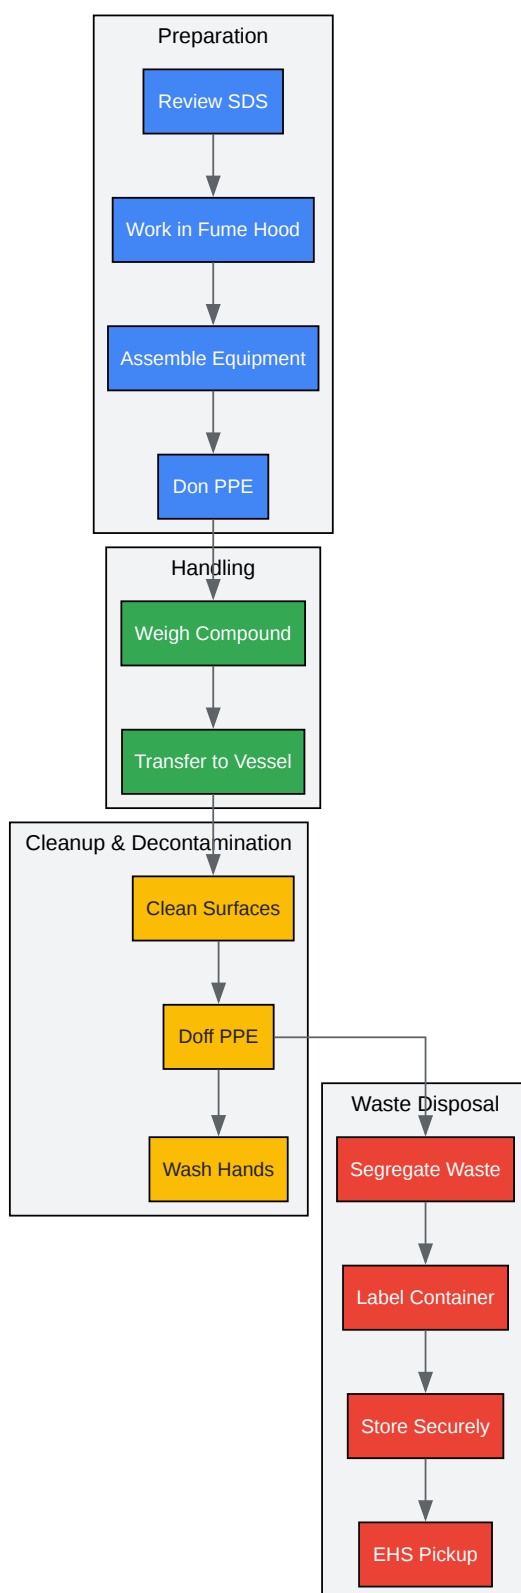 Preparation
Review SDS
Work in Fume Hood
Assemble Equipment
Don PPE
Handling
Weigh Compound
Transfer to Vessel
Cleanup & Decontamination
Clean Surfaces
Doff PPE
Wash Hands
Waste Disposal
Segregate Waste
Label Container
Store Securely
EHS Pickup